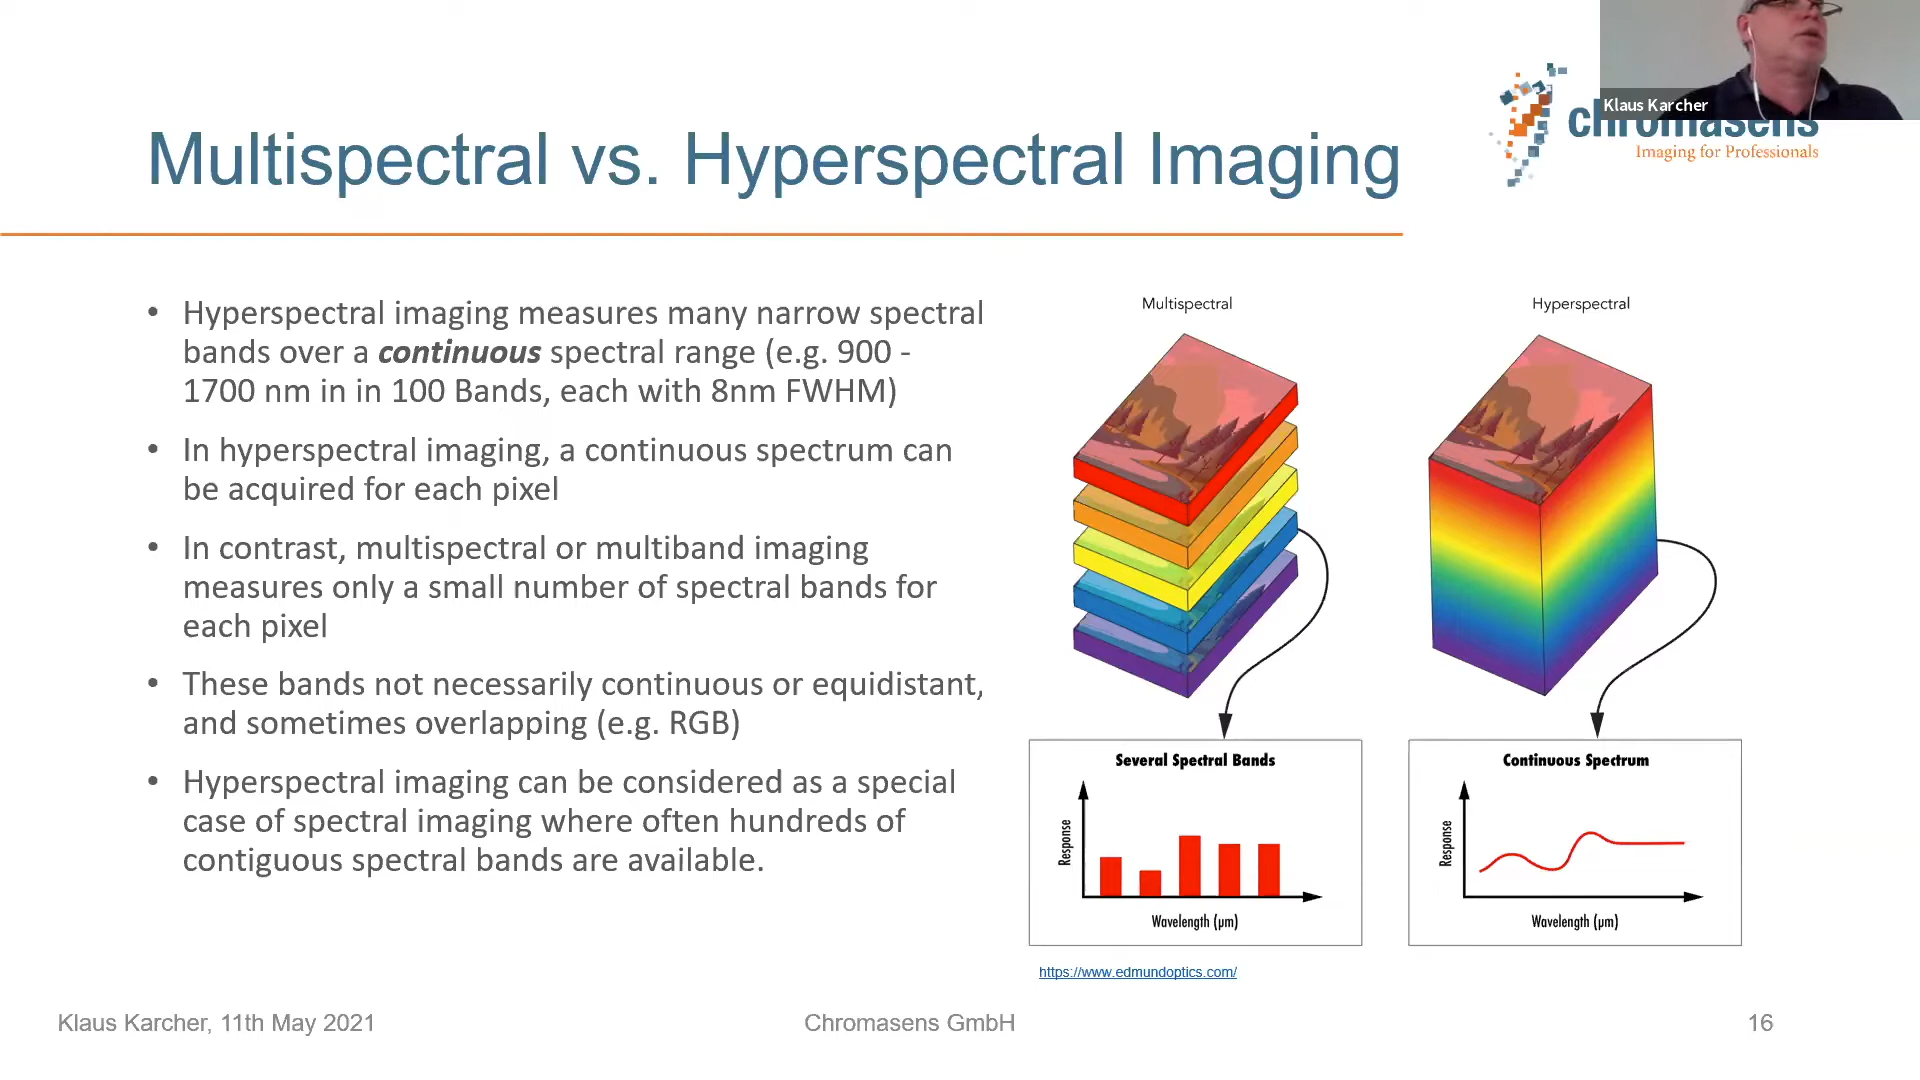 Klaus Karcher
chromasens
Imaging for Professionals
Multispectral vs. Hyperspectral Imaging
• Hyperspectral imaging measures many narrow spectral
bands over a continuous spectral range (e.g. 900 -
1700 nm in in 100 Bands, each with 8nm FWHM)
• In hyperspectral imaging, a continuous spectrum can
be acquired for each pixel
• In contrast, multispectral or multiband imaging
measures only a small number of spectral bands for
each pixel
• These bands not necessarily continuous or equidistant,
and sometimes overlapping (e.g. RGB)
• Hyperspectral imaging can be considered as a special
case of spectral imaging where often hundreds of
contiguous spectral bands are available.
Multispectral
Hyperspectral
Several Spectral Bands
Response
Wavelength (µm)
Continuous Spectrum
Response
Wavelength (µm)
https://www.edmundoptics.com/
Klaus Karcher, 11th May 2021
Chromasens GmbH
16